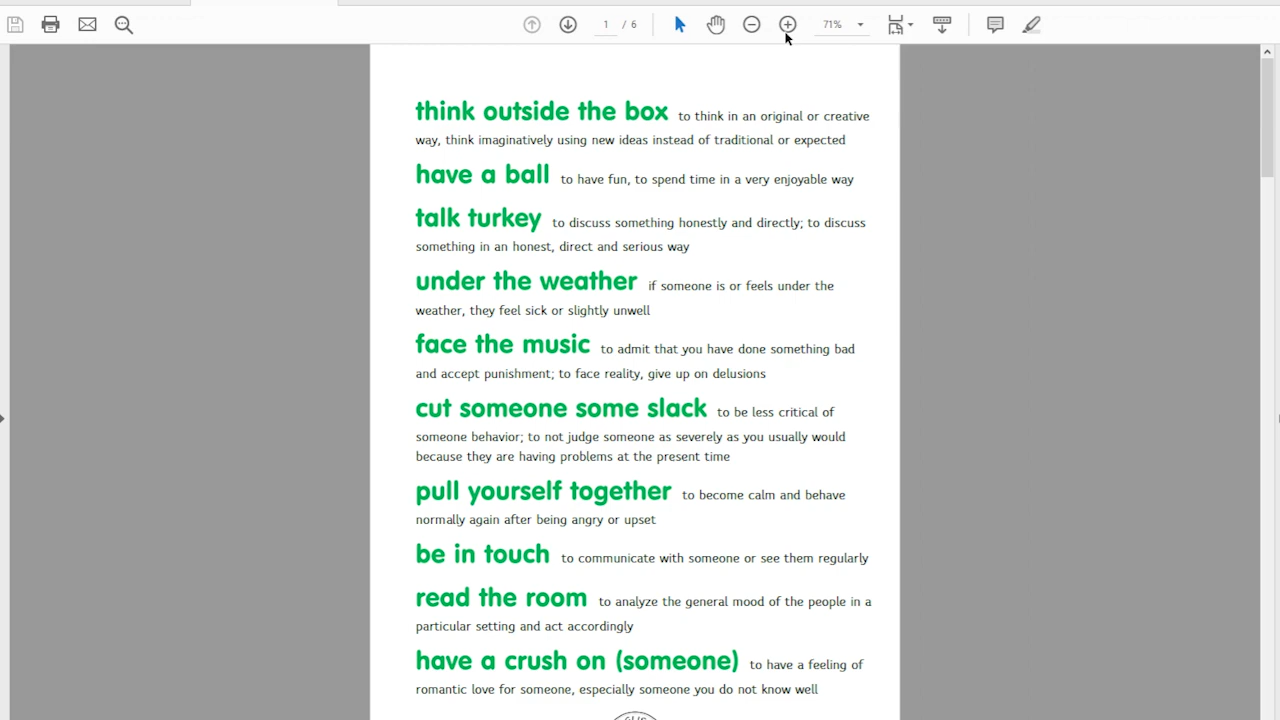 1 / 6
71%
think outside the box to think in an original or creative
way, think imaginatively using new ideas instead of traditional or expected
have a ball to have fun, to spend time in a very enjoyable way
talk turkey to discuss something honestly and directly; to discuss
something in an honest, direct and serious way
under the weather if someone is or feels under the
weather, they feel sick or slightly unwell
face the music to admit that you have done something bad
and accept punishment; to face reality, give up on delusions
cut someone some slack to be less critical of
someone behavior; to not judge someone as severely as you usually would
because they are having problems at the present time
pull yourself together to become calm and behave
normally again after being angry or upset
be in touch to communicate with someone or see them regularly
read the room to analyze the general mood of the people in a
particular setting and act accordingly
have a crush on (someone) to have a feeling of
romantic love for someone, especially someone you do not know well